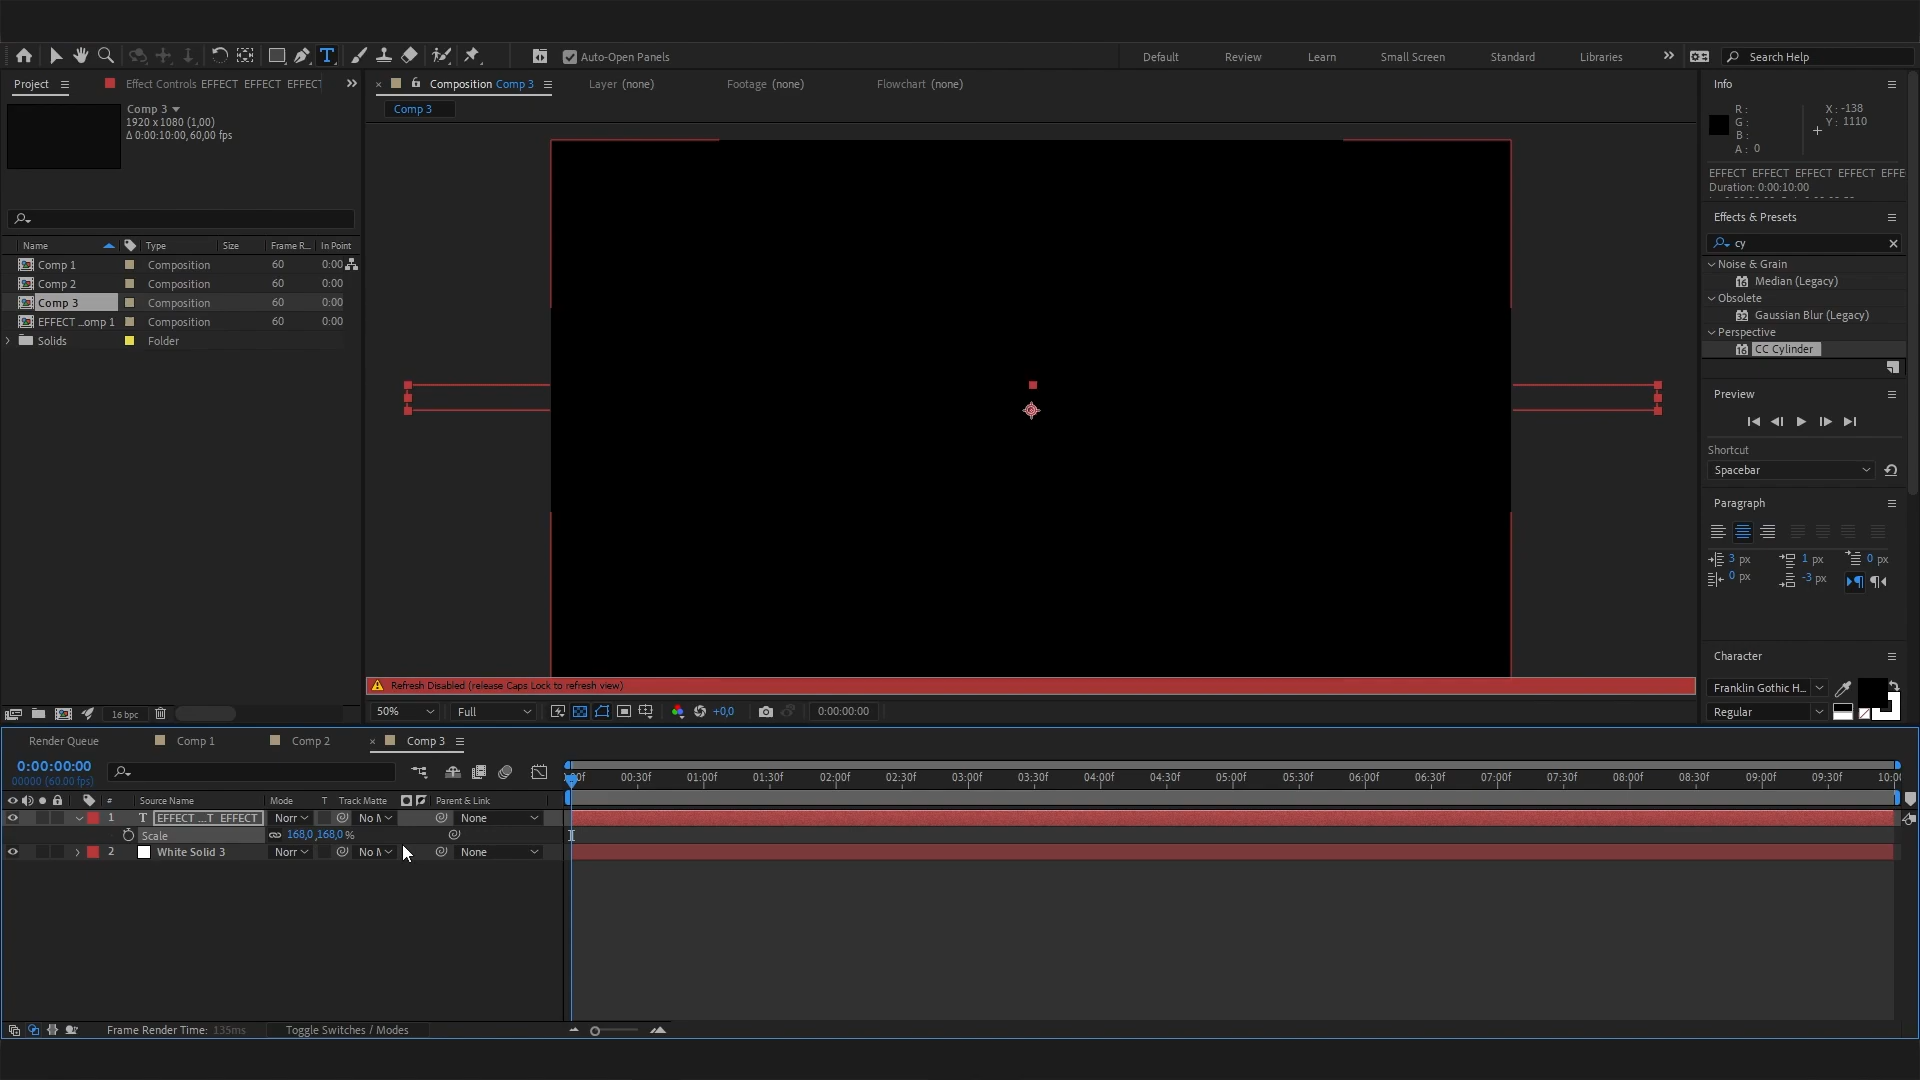 Auto-Open Panels
Default
Review
Learn
Small Screen
Standard
Libraries
Search Help
Project
Effect Controls EFFECT EFFECT EFFECT
Composition Comp 3
Layer (none)
Footage (none)
Flowchart (none)
Info
Comp 3
1920 x 1080 (1,00)
Δ 0:00:10:00, 60,00 fps
Comp 3
R :
G :
B :
A : 0
X : -138
Y : 1110
EFFECT EFFECT EFFECT EFFECT EFFE
Duration: 0:00:10:00
Effects & Presets
cy
Noise & Grain
Median (Legacy)
Obsolete
Gaussian Blur (Legacy)
Perspective
CC Cylinder
Name
Type
Size
Frame R...
In Point
Comp 1 Composition 60 0:00
Comp 2 Composition 60 0:00
Comp 3 Composition 60 0:00
EFFECT ...omp 1 Composition 60 0:00
Solids Folder
Preview
Shortcut
Spacebar
Paragraph
3 px
1 px
0 px
0 px
-3 px
Character
Franklin Gothic H...
Regular
Refresh Disabled (release Caps Lock to refresh view)
16 bpc
50%
Full
+0,0
0:00:00:00
Render Queue
Comp 1
Comp 2
Comp 3
0:00:00:00
00000 (60.00 fps)
00:30f 01:00f 01:30f 02:00f 02:30f 03:00f 03:30f 04:00f 04:30f 05:00f 05:30f 06:00f 06:30f 07:00f 07:30f 08:00f 08:30f 09:00f 09:30f
# Source Name Mode T Track Matte Parent & Link
1 T EFFECT ...T EFFECT Norr No M None
Scale 168,0,168,0 %
2 White Solid 3 Norr No M None
Frame Render Time: 135ms
Toggle Switches / Modes